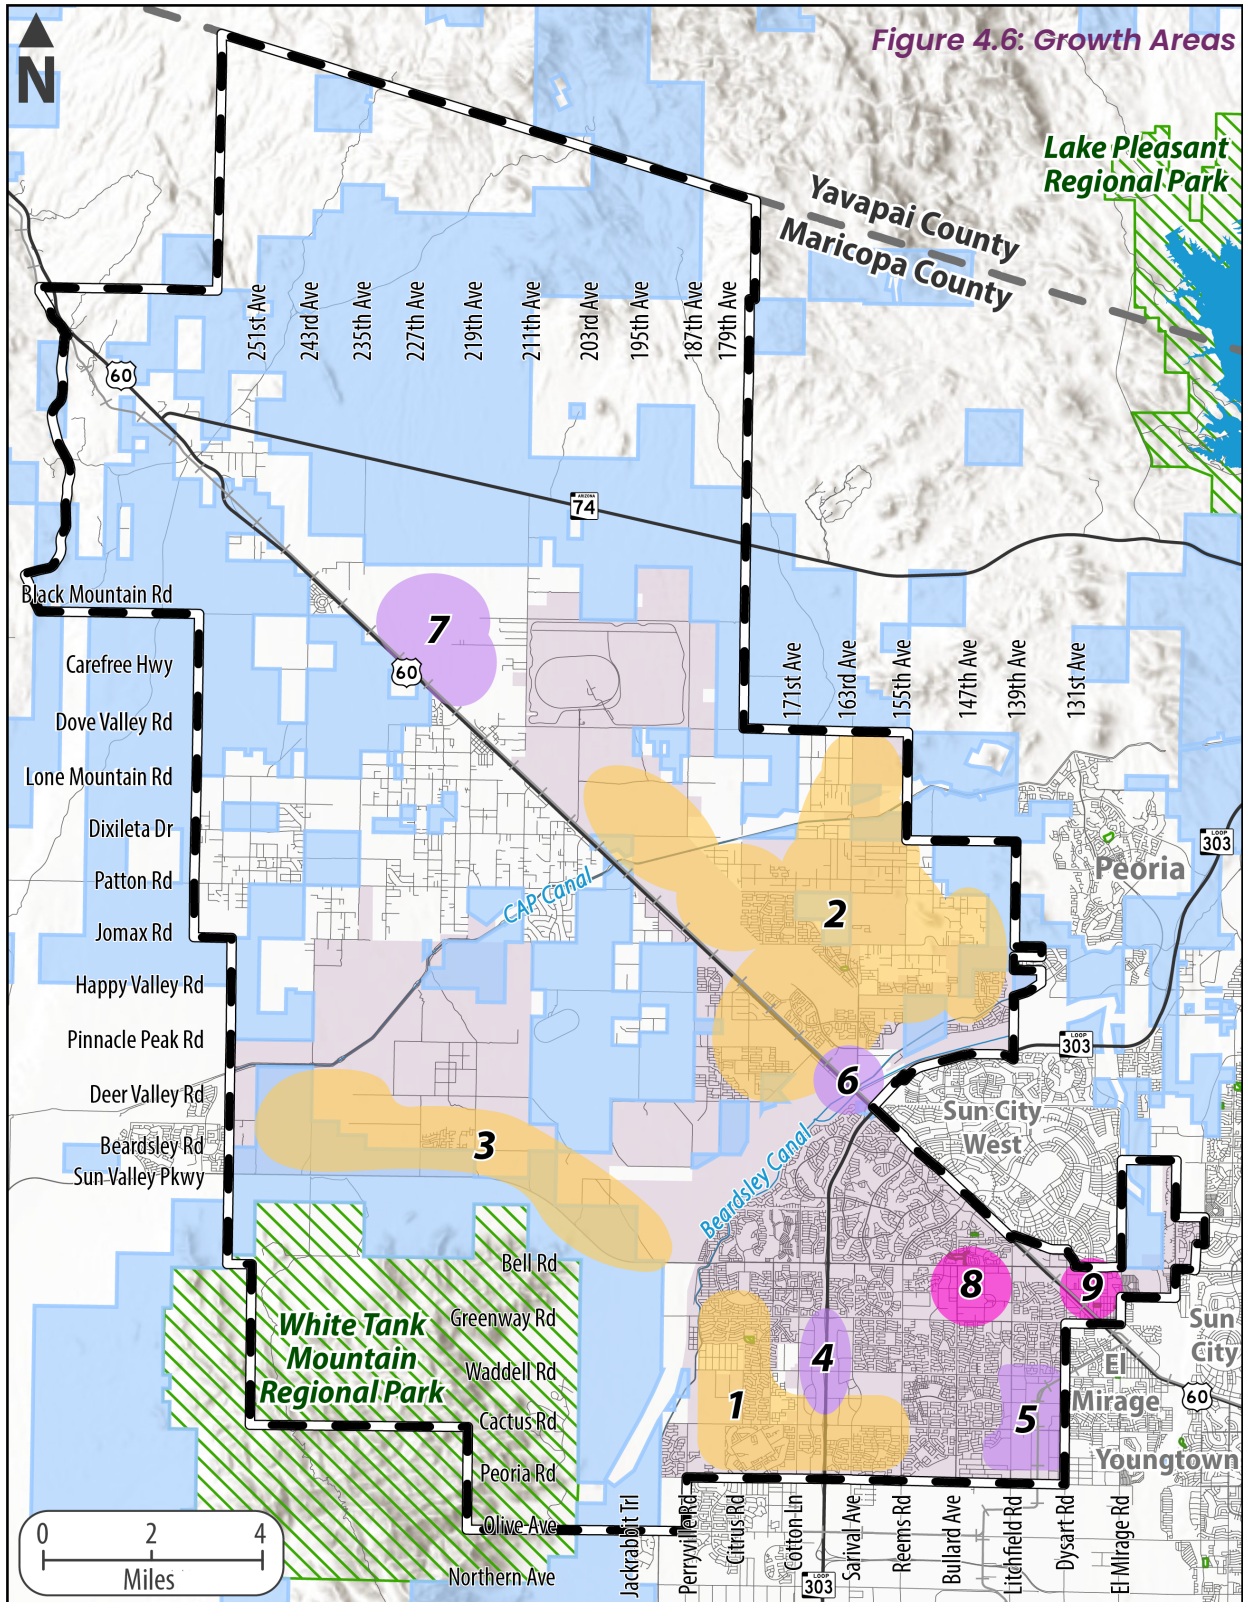 Figure 4.6: Growth Areas
N
Lake Pleasant
Regional Park
Yavapai County
Maricopa County
251st Ave
243rd Ave
235th Ave
227th Ave
219th Ave
211th Ave
203rd Ave
195th Ave
187th Ave
179th Ave
60
ARIZONA
74
Black Mountain Rd
7
60
Carefree Hwy
171st Ave
163rd Ave
155th Ave
147th Ave
139th Ave
131st Ave
Dove Valley Rd
Lone Mountain Rd
Dixileta Dr
LOOP
303
Peoria
Patton Rd
CAP Canal
2
Jomax Rd
Happy Valley Rd
Pinnacle Peak Rd
LOOP
303
6
Deer Valley Rd
Sun City
West
Beardsley Rd
3
Sun Valley Pkwy
Beardsley Canal
Bell Rd
8
9
White Tank
Mountain
Regional Park
Greenway Rd
Sun
City
4
El
Mirage
Waddell Rd
60
1
5
Cactus Rd
Youngtown
Peoria Rd
Olive Ave
Northern Ave
Jackrabbit Trl
Perryville Rd
Citrus Rd
Cotton Ln
LOOP
303
Sarival Ave
Reems Rd
Bullard Ave
Litchfield Rd
Dysart Rd
El Mirage Rd
0 2 4
Miles